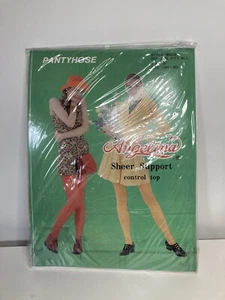 PANTYHOSE
Angelina
Sheer Support
control top